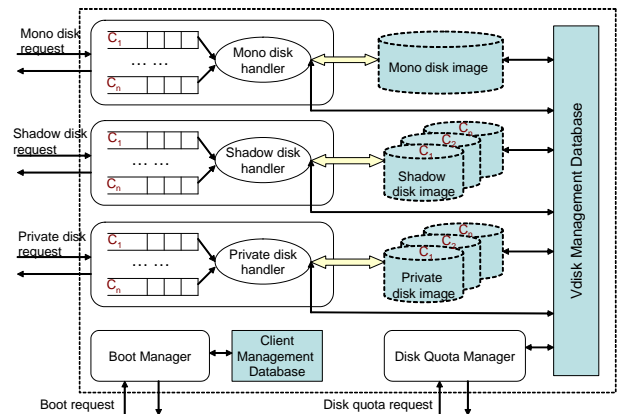 Mono disk
request
C1
... ...
Cn
Mono disk
handler
Mono disk image
Shadow disk
request
C1
... ...
Cn
Shadow disk
handler
Cn
C2
C1
Shadow
disk image
Private disk
request
C1
... ...
Cn
Private disk
handler
Cn
C2
C1
Private
disk image
Vdisk Management Database
Boot Manager
Client
Management
Database
Disk Quota Manager
Boot request
Disk quota request